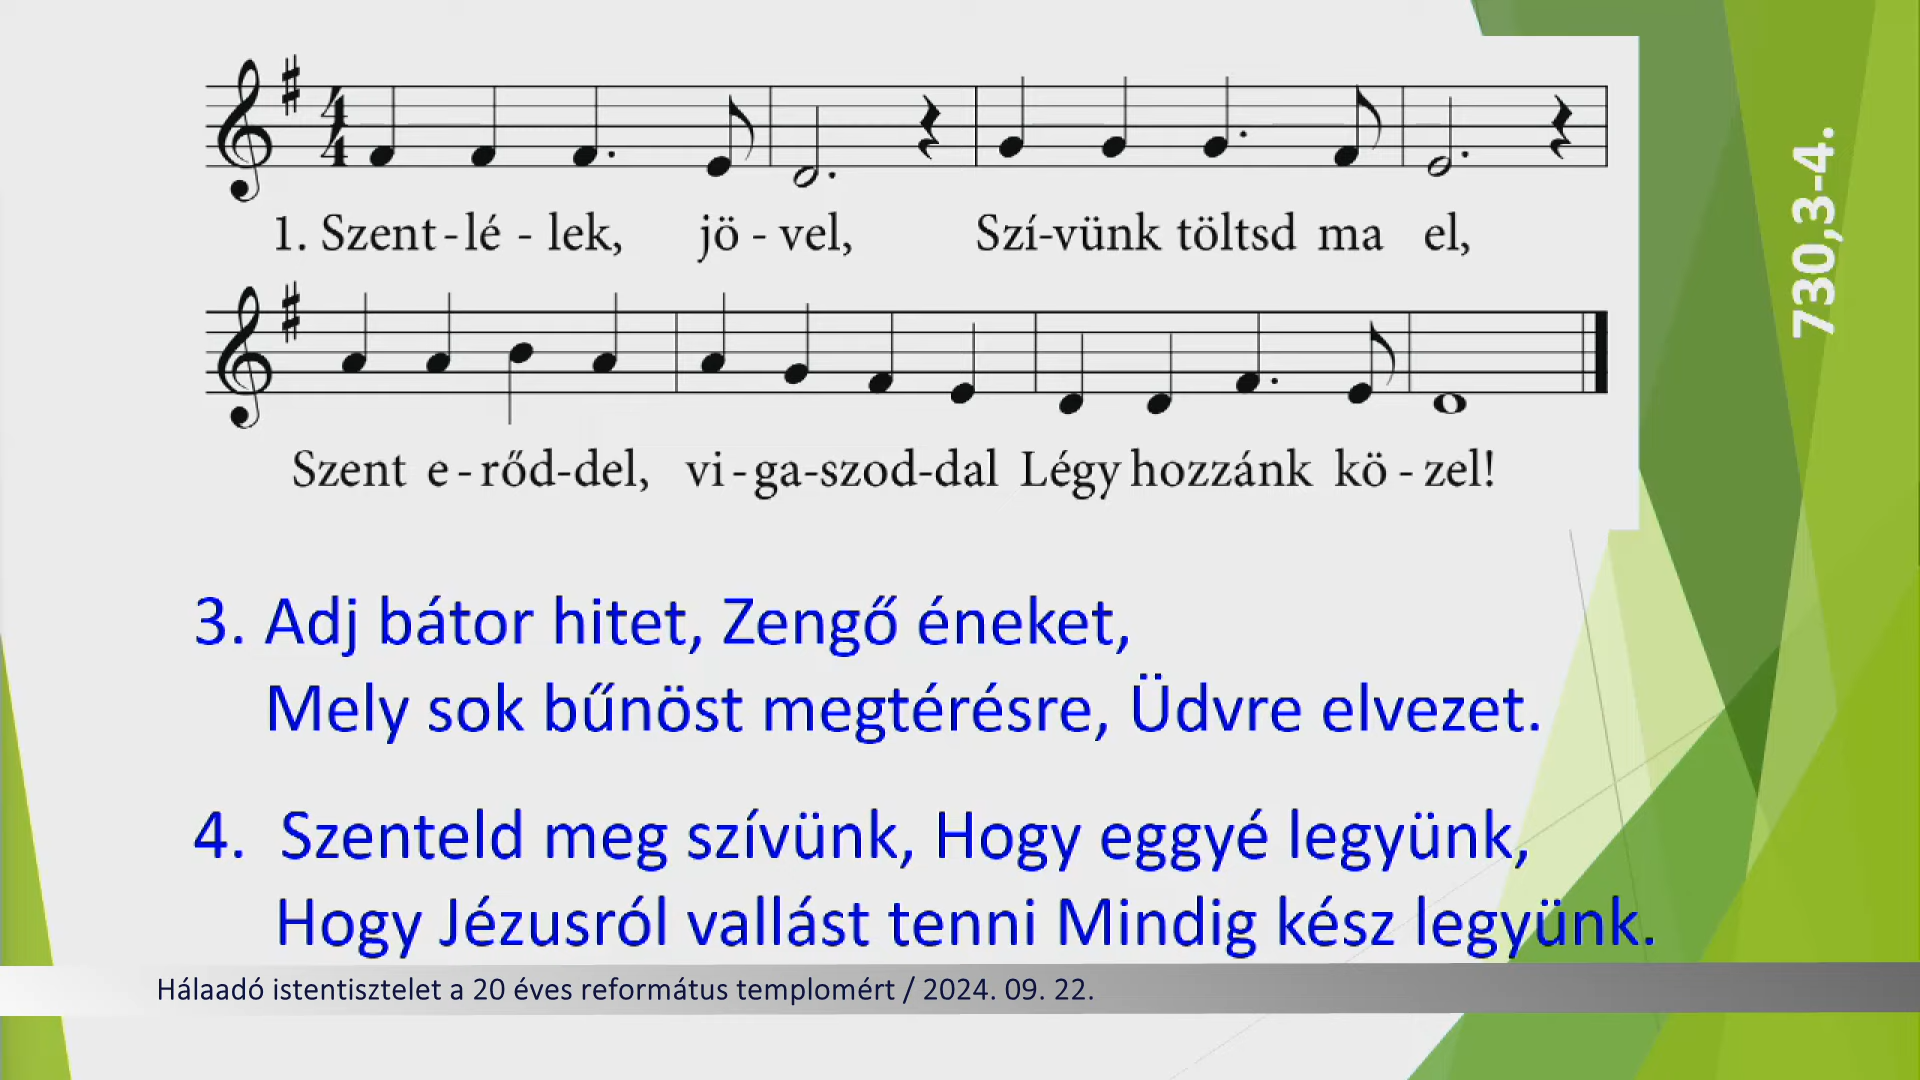 1. Szent-lé - lek, jö - vel, Szí-vünk töltsd ma el,
Szent e - rőd-del, vi - ga-szod-dal Légy hozzánk kö - zel!
730,3-4.
3. Adj bátor hitet, Zengő éneket,
Mely sok bűnöst megtérésre, Üdvre elvezet.
4. Szenteld meg szívünk, Hogy eggyé legyünk,
Hogy Jézusról vallást tenni Mindig kész legyünk.
Hálaadó istentisztelet a 20 éves református templomért / 2024. 09. 22.